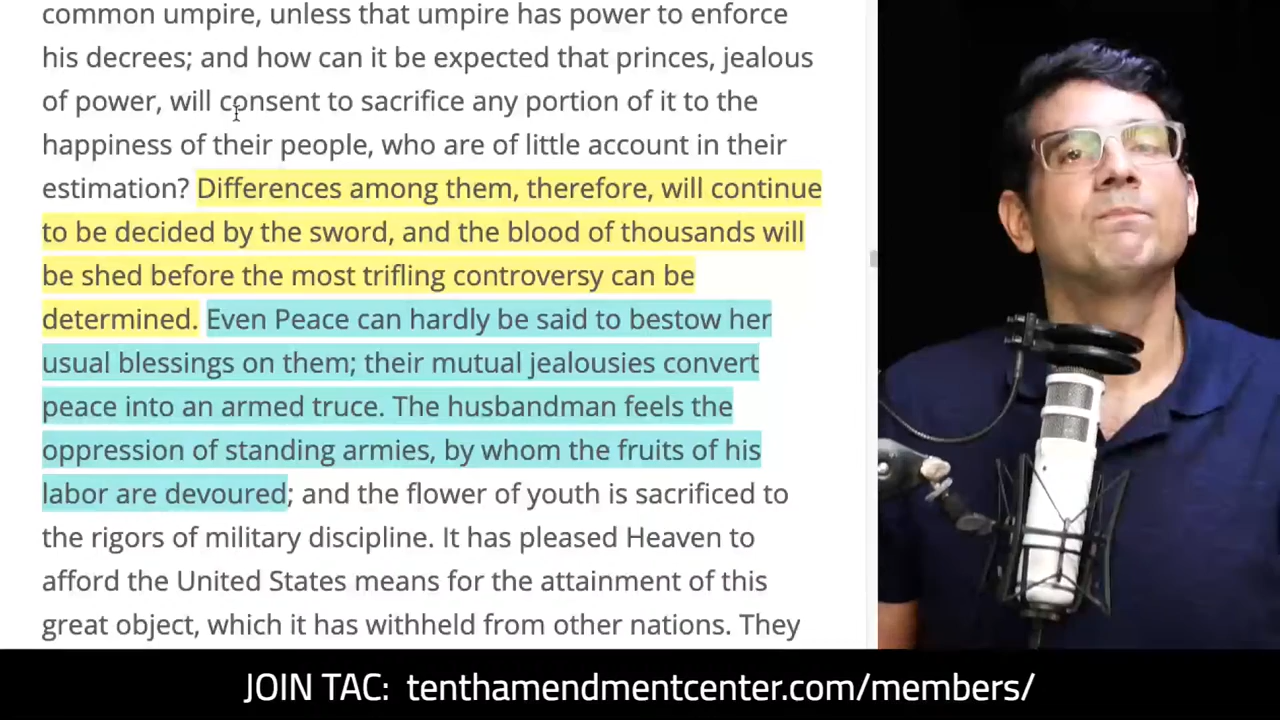 common umpire, unless that umpire has power to enforce
his decrees; and how can it be expected that princes, jealous
of power, will consent to sacrifice any portion of it to the
happiness of their people, who are of little account in their
estimation? Differences among them, therefore, will continue
to be decided by the sword, and the blood of thousands will
be shed before the most trifling controversy can be
determined. Even Peace can hardly be said to bestow her
usual blessings on them; their mutual jealousies convert
peace into an armed truce. The husbandman feels the
oppression of standing armies, by whom the fruits of his
labor are devoured; and the flower of youth is sacrificed to
the rigors of military discipline. It has pleased Heaven to
afford the United States means for the attainment of this
great object, which it has withheld from other nations. They
JOIN TAC: tenthamendmentcenter.com/members/